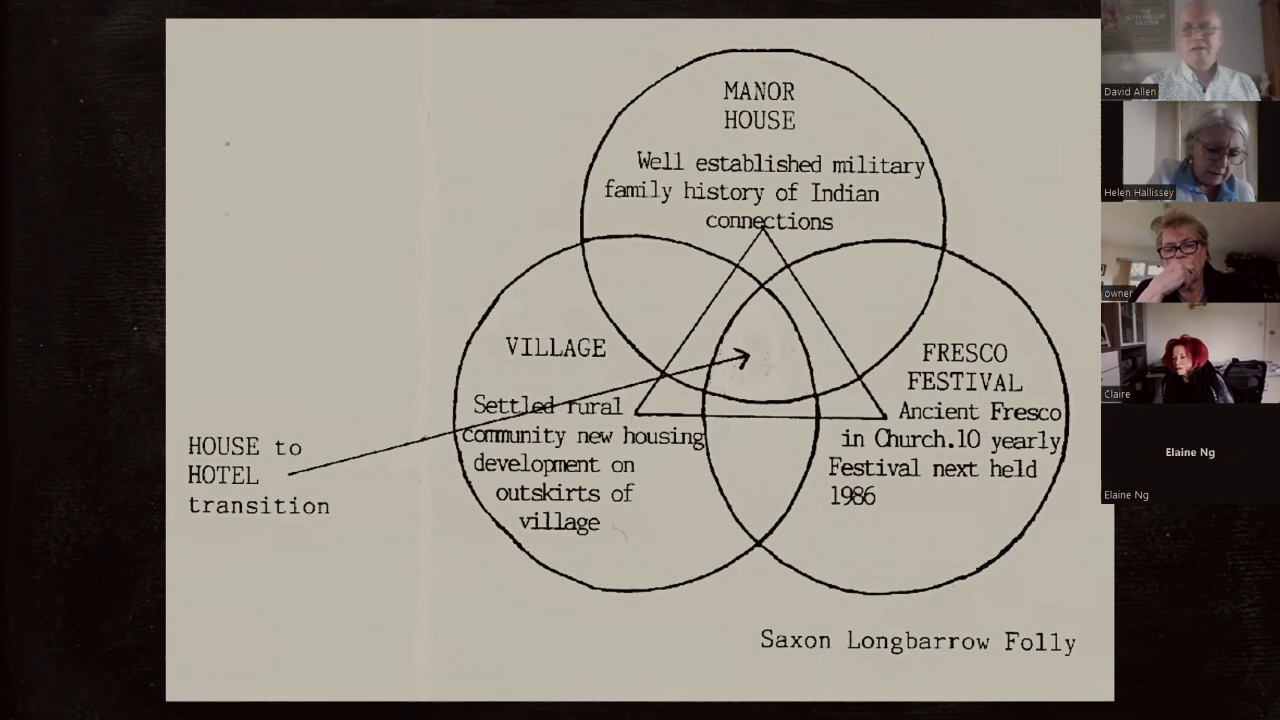 MANOR
HOUSE
Well established military
family history of Indian
connections
VILLAGE
Settled rural
community new housing
development on
outskirts of
village
FRESCO
FESTIVAL
Ancient Fresco
in Church.10 yearly
Festival next held
1986
HOUSE to
HOTEL
transition
Saxon Longbarrow Folly
David Allen
Helen Hallissey
owner
Claire
Elaine Ng
Elaine Ng